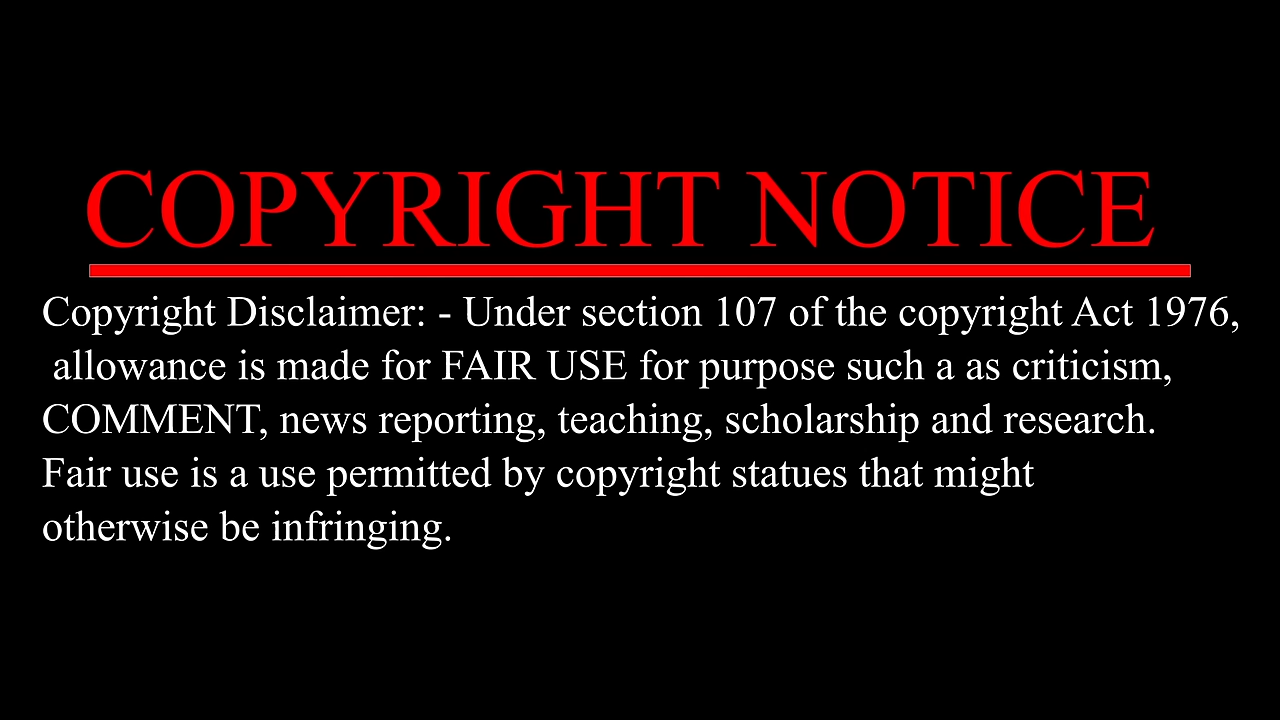 COPYRIGHT NOTICE
Copyright Disclaimer: - Under section 107 of the copyright Act 1976,
allowance is made for FAIR USE for purpose such a as criticism,
COMMENT, news reporting, teaching, scholarship and research.
Fair use is a use permitted by copyright statues that might
otherwise be infringing.